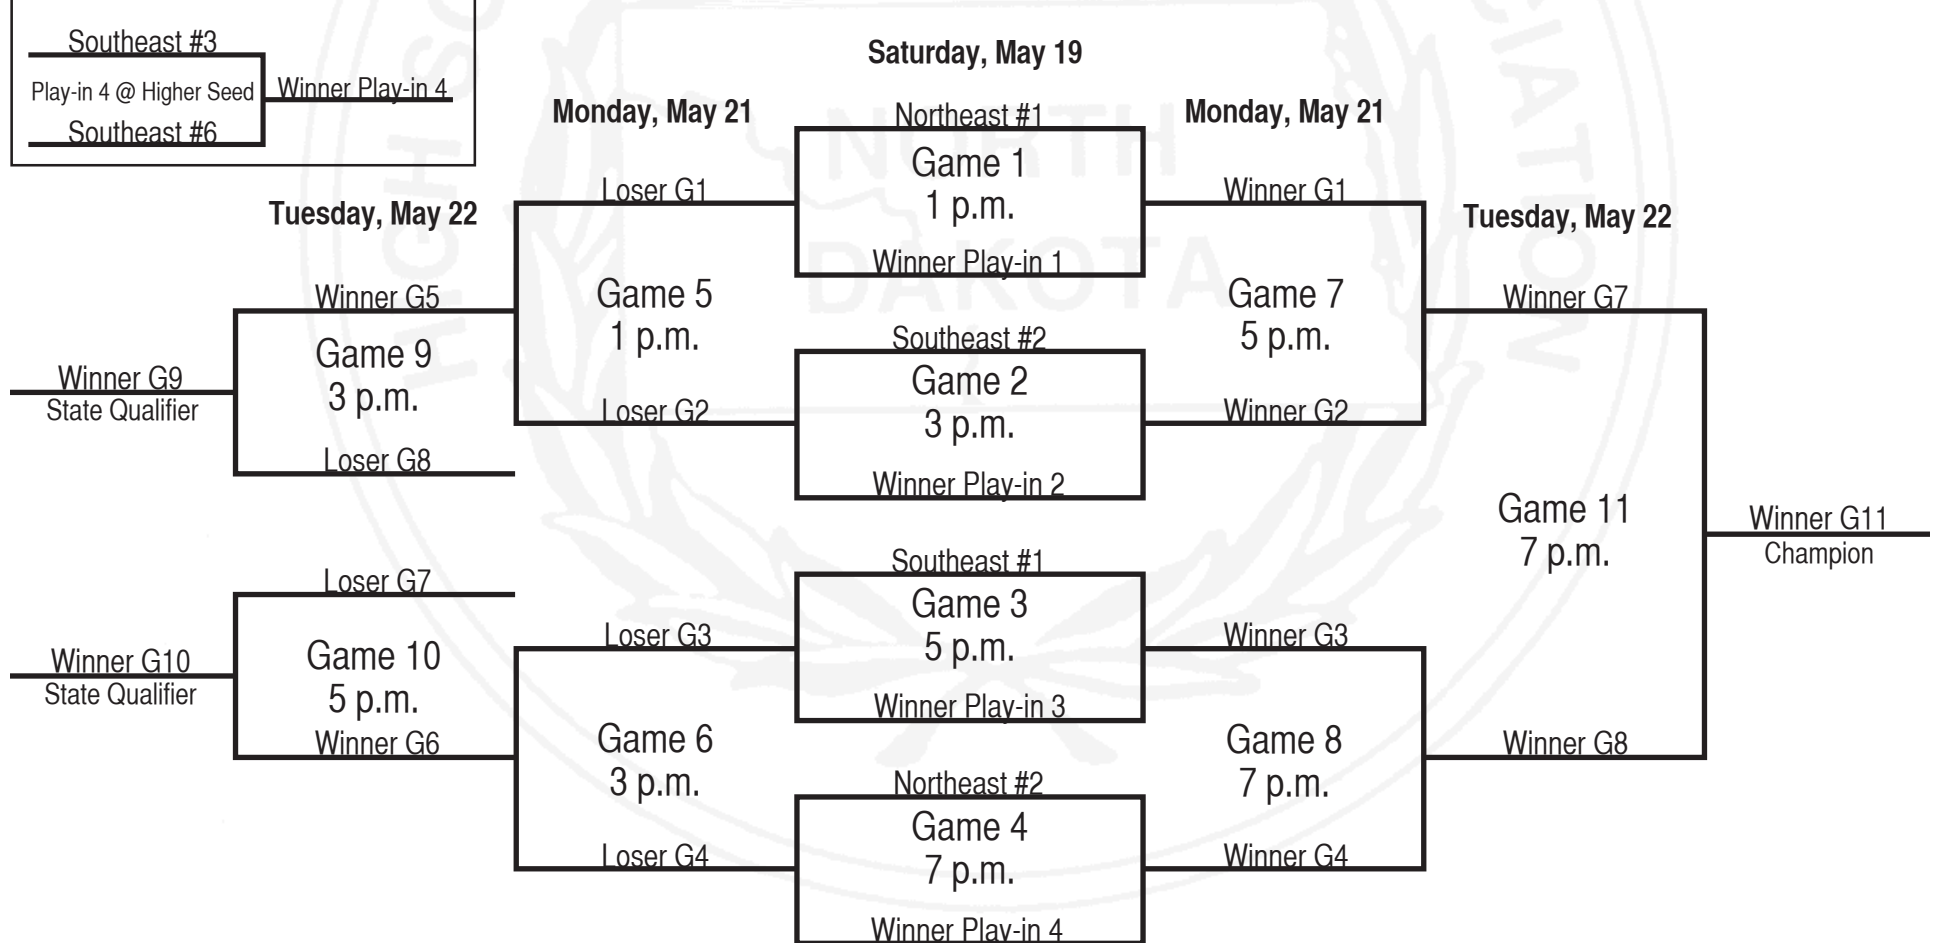 Southeast #3
Play-in 4 @ Higher Seed
Winner Play-in 4
Southeast #6
Saturday, May 19
Monday, May 21
Monday, May 21
Tuesday, May 22
Tuesday, May 22
Northeast #1
Game 1
1 p.m.
Winner Play-in 1
Loser G1
Winner G1
Game 5
1 p.m.
Game 7
5 p.m.
Southeast #2
Game 2
3 p.m.
Winner Play-in 2
Loser G2
Winner G2
Winner G5
Game 9
3 p.m.
Winner G9
State Qualifier
Loser G8
Winner G7
Game 11
7 p.m.
Winner G11
Champion
Southeast #1
Game 3
5 p.m.
Winner Play-in 3
Loser G3
Winner G3
Loser G7
Game 10
5 p.m.
Winner G10
State Qualifier
Winner G6
Game 6
3 p.m.
Game 8
7 p.m.
Winner G8
Northeast #2
Game 4
7 p.m.
Winner Play-in 4
Loser G4
Winner G4
NORTH
DAKOTA